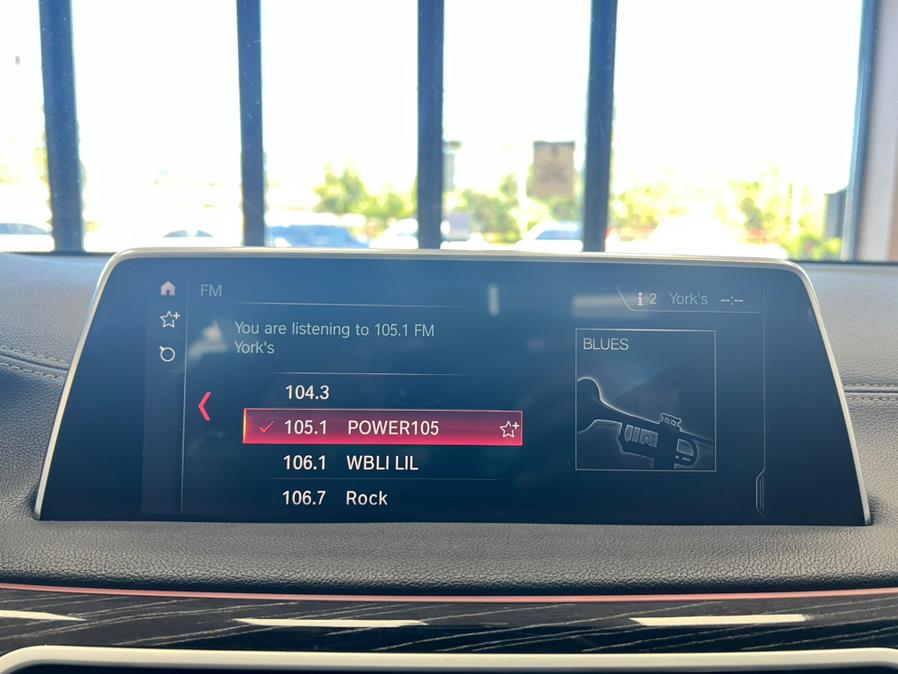 FM
i 2 York's --:--
You are listening to 105.1 FM
York's
BLUES
104.3
105.1 POWER105
106.1 WBLI LIL
106.7 Rock